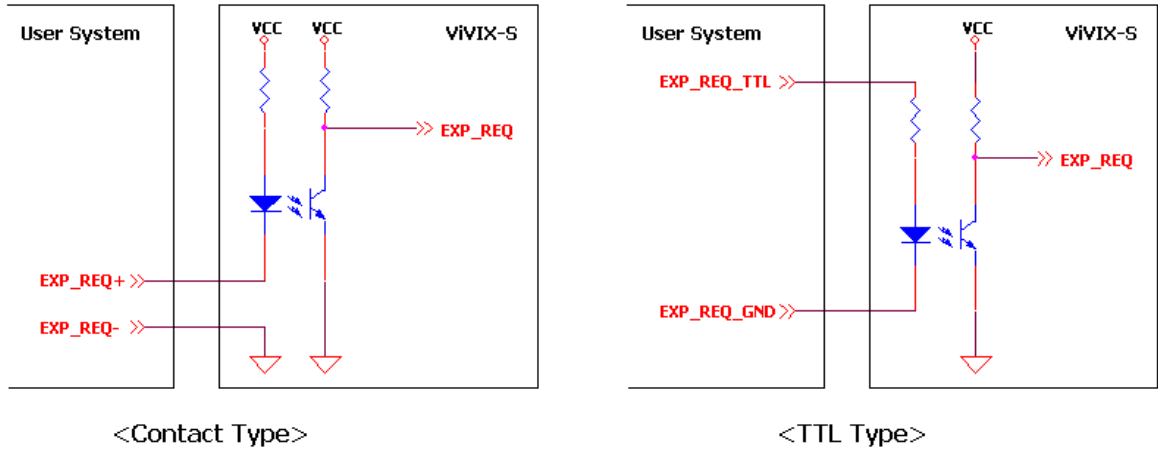 User System
VCC
VCC
ViVIX-S
EXP_REQ
EXP_REQ+
EXP_REQ-
<Contact Type>
User System
VCC
ViVIX-S
EXP_REQ_TTL
EXP_REQ
EXP_REQ_GND
<TTL Type>